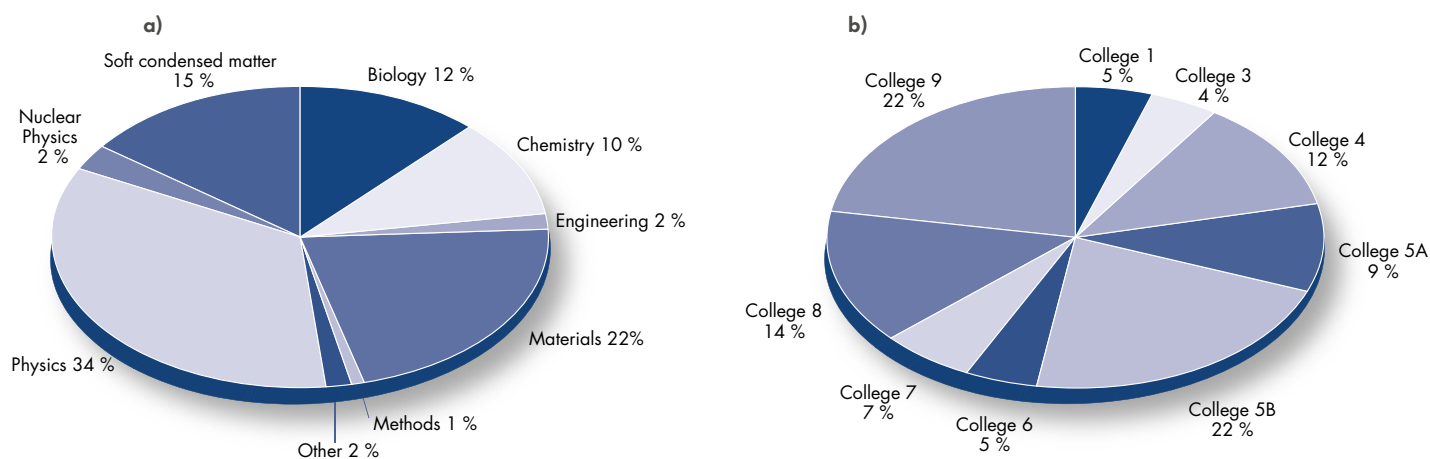 a)
Soft condensed matter
15 %
Biology 12 %
Nuclear
Physics
2 %
Chemistry 10 %
Engineering 2 %
Materials 22%
Physics 34 %
Methods 1 %
Other 2 %
b)
College 1
5 %
College 3
4 %
College 9
22 %
College 4
12 %
College 5A
9 %
College 8
14 %
College 7
7 %
College 6
5 %
College 5B
22 %